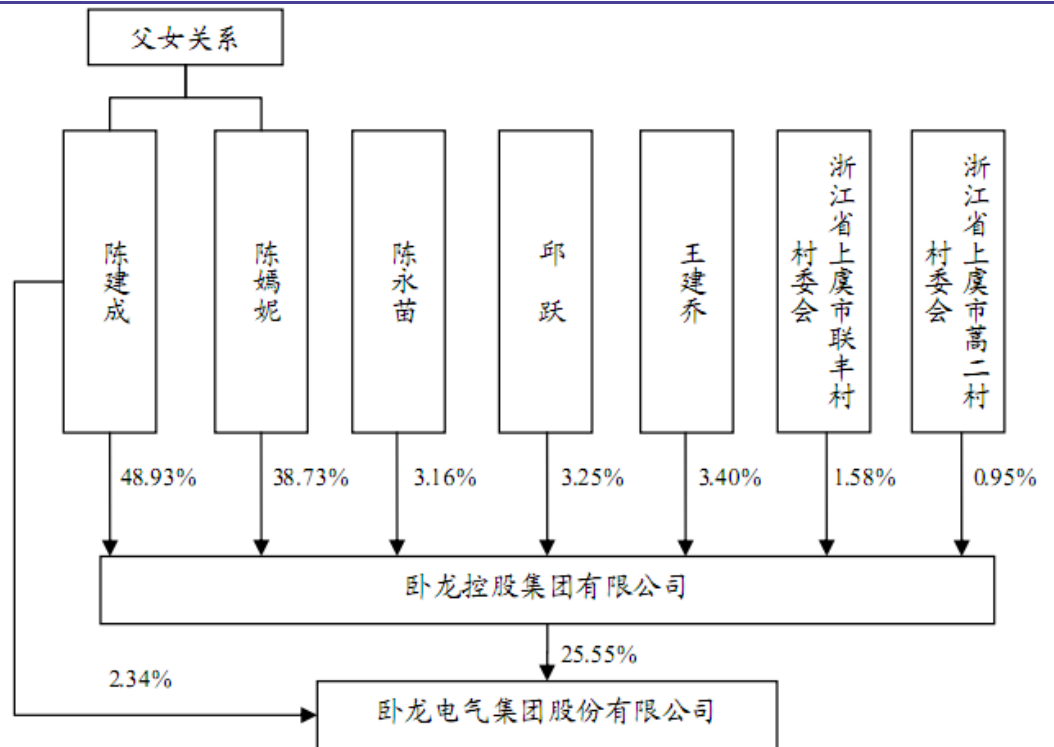 父女关系
陈建成
陈嫣妮
陈永苗
邱跃
王建乔
浙江省上虞市联丰村
村委会
浙江省上虞市蒿二村
村委会
48.93%
38.73%
3.16%
3.25%
3.40%
1.58%
0.95%
卧龙控股集团有限公司
25.55%
2.34%
卧龙电气集团股份有限公司